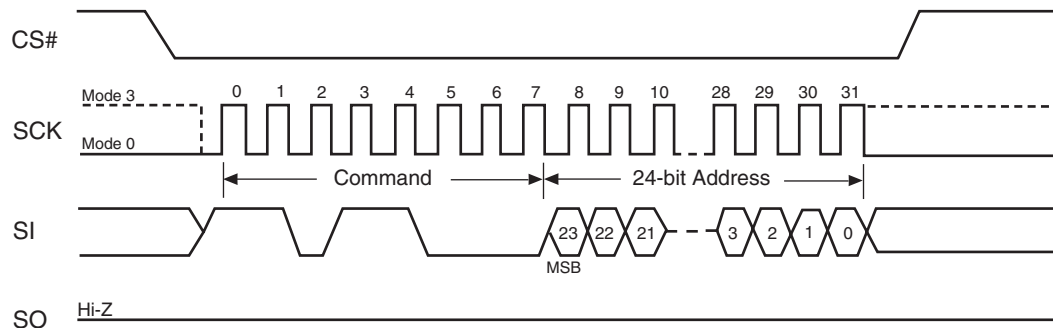 CS#
Mode 3
0 1 2 3 4 5 6 7 8 9 10 28 29 30 31
SCK
Mode 0
Command 24-bit Address
SI
23 22 21 3 2 1 0
MSB
Hi-Z
SO